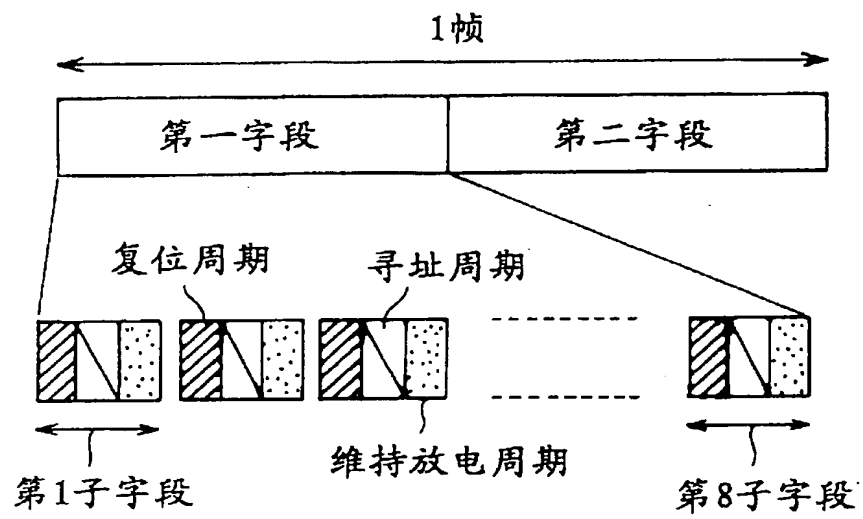 1帧
第一字段
第二字段
复位周期
寻址周期
维持放电周期
第1子字段
第8子字段